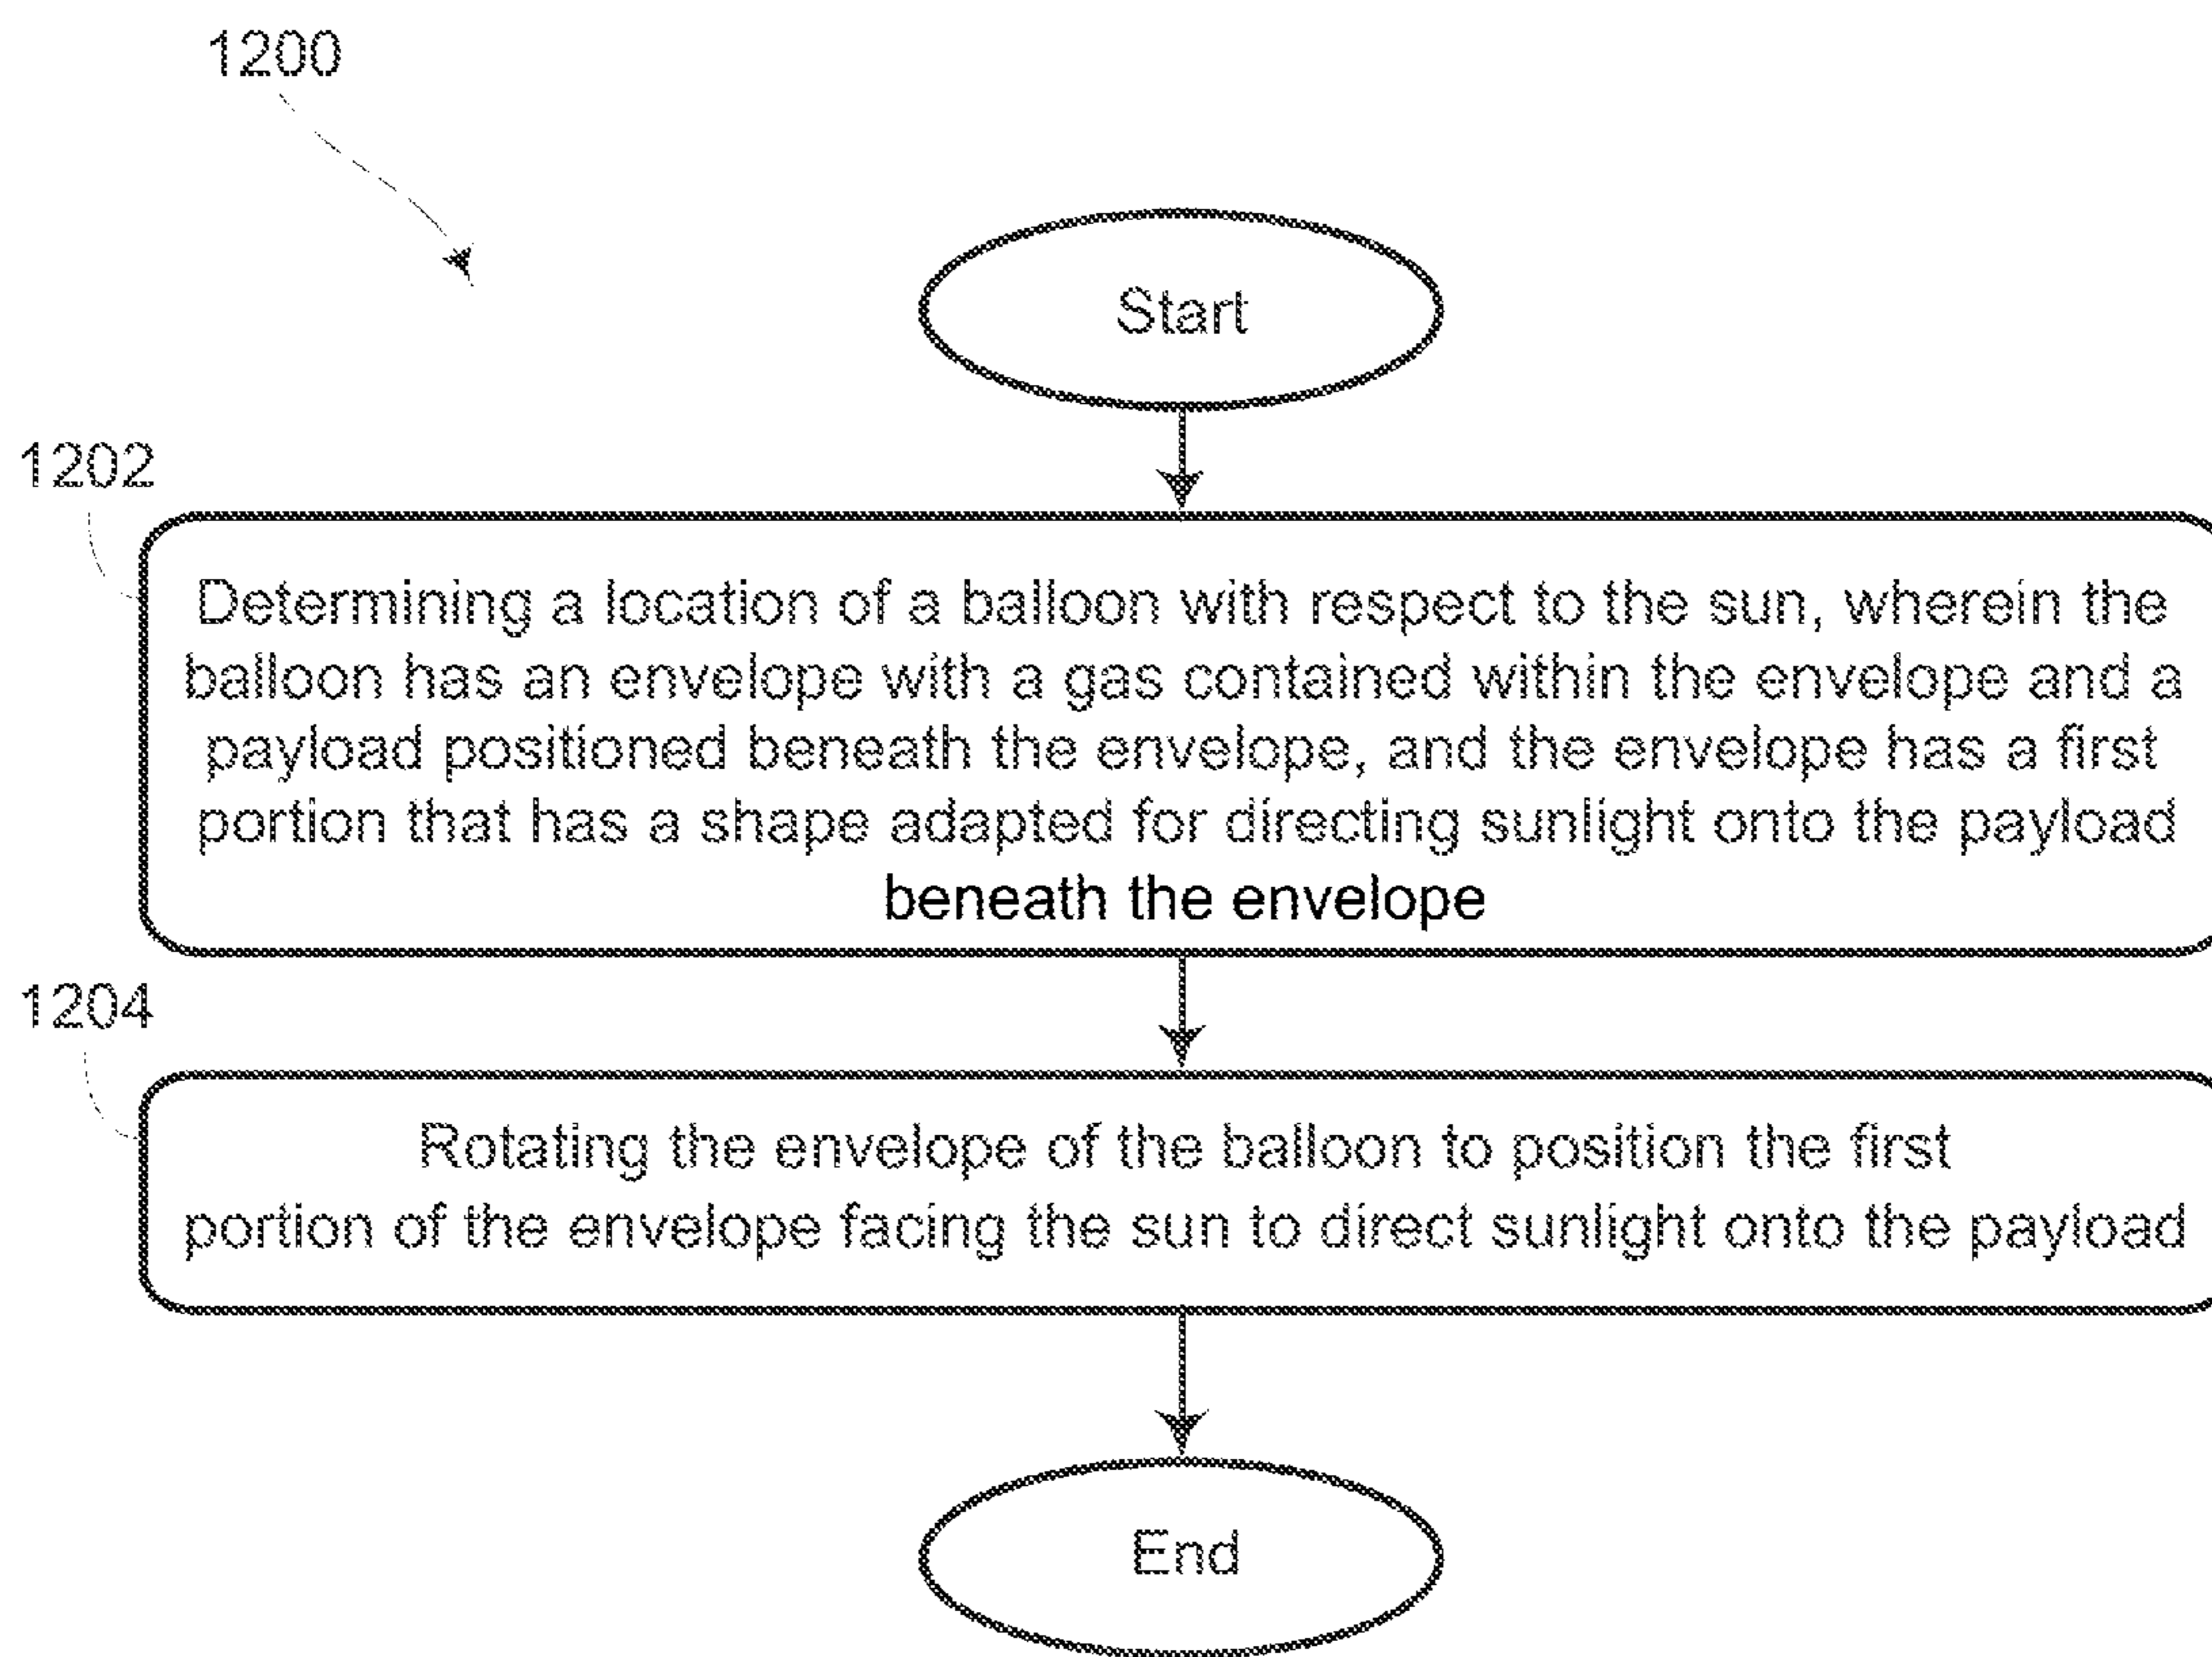 1200
Start
1202
Determining a location of a balloon with respect to the sun, wherein the
balloon has an envelope with a gas contained within the envelope and a
payload positioned beneath the envelope, and the envelope has a first
portion that has a shape adapted for directing sunlight onto the payload
beneath the envelope
1204
Rotating the envelope of the balloon to position the first
portion of the envelope facing the sun to direct sunlight onto the payload
End